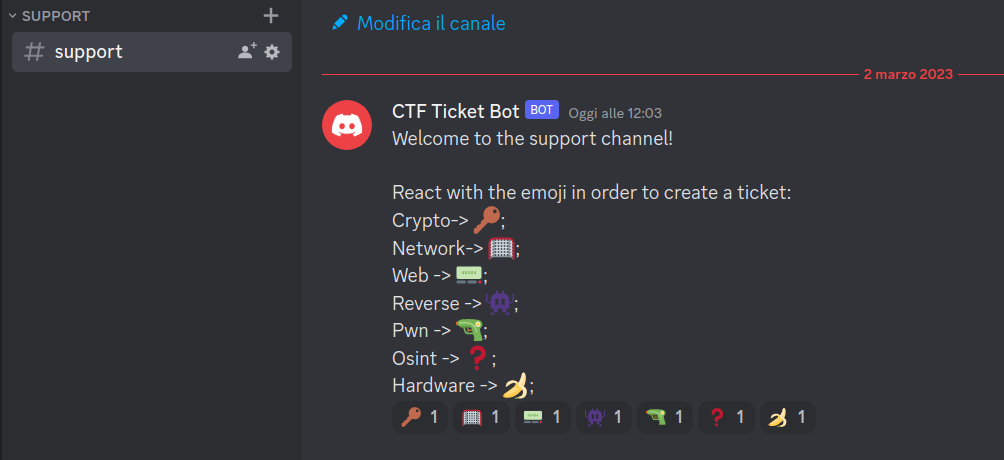 SUPPORT
support
Modifica il canale
2 marzo 2023
CTF Ticket Bot BOT Oggi alle 12:03
Welcome to the support channel!
React with the emoji in order to create a ticket:
Crypto-> 🗝;
Network-> 🥅;
Web -> 📟;
Reverse -> 👾;
Pwn -> 🔫;
Osint -> ❓;
Hardware -> 🍌;
🗝 1 🥅 1 📟 1 👾 1 🔫 1 ❓ 1 🍌 1